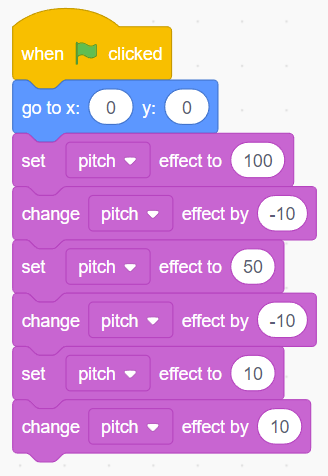 when clicked
go to x: 0 y: 0
set pitch effect to 100
change pitch effect by -10
set pitch effect to 50
change pitch effect by -10
set pitch effect to 10
change pitch effect by 10